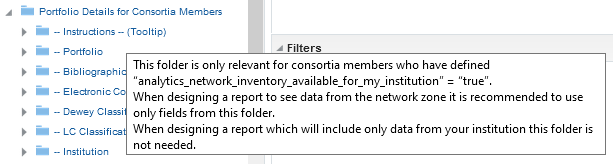 Portfolio Details for Consortia Members
-- Instructions -- (Tooltip)
-- Portfolio
-- Bibliographic
-- Electronic Co
-- Dewey Classif
-- LC Classificat
-- Institution
Filters
This folder is only relevant for consortia members who have defined
"analytics_network_inventory_available_for_my_institution" = "true".
When designing a report to see data from the network zone it is recommended to use
only fields from this folder.
When designing a report which will include only data from your institution this folder
is not needed.